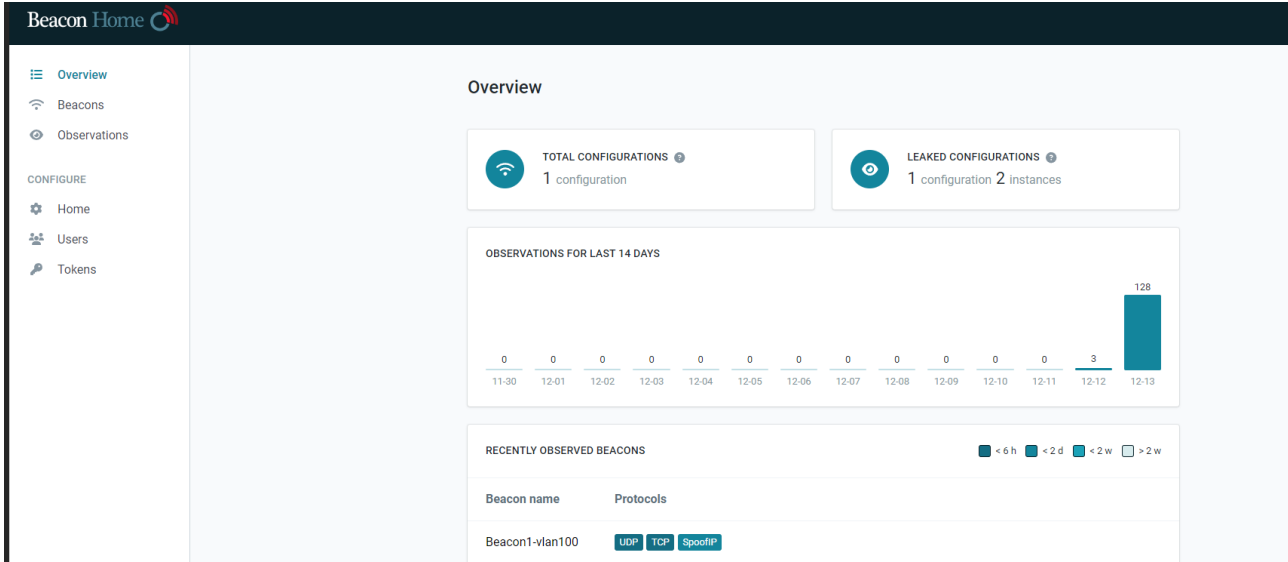 Beacon Home
Overview
Beacons
Observations
CONFIGURE
Home
Users
Tokens
Overview
TOTAL CONFIGURATIONS ?
1 configuration
LEAKED CONFIGURATIONS ?
1 configuration 2 instances
OBSERVATIONS FOR LAST 14 DAYS
0 0 0 0 0 0 0 0 0 0 0 0 3 128
11-30 12-01 12-02 12-03 12-04 12-05 12-06 12-07 12-08 12-09 12-10 12-11 12-12 12-13
RECENTLY OBSERVED BEACONS
< 6 h < 2 d < 2 w > 2 w
Beacon name Protocols
Beacon1-vlan100 UDP TCP SpoofIP